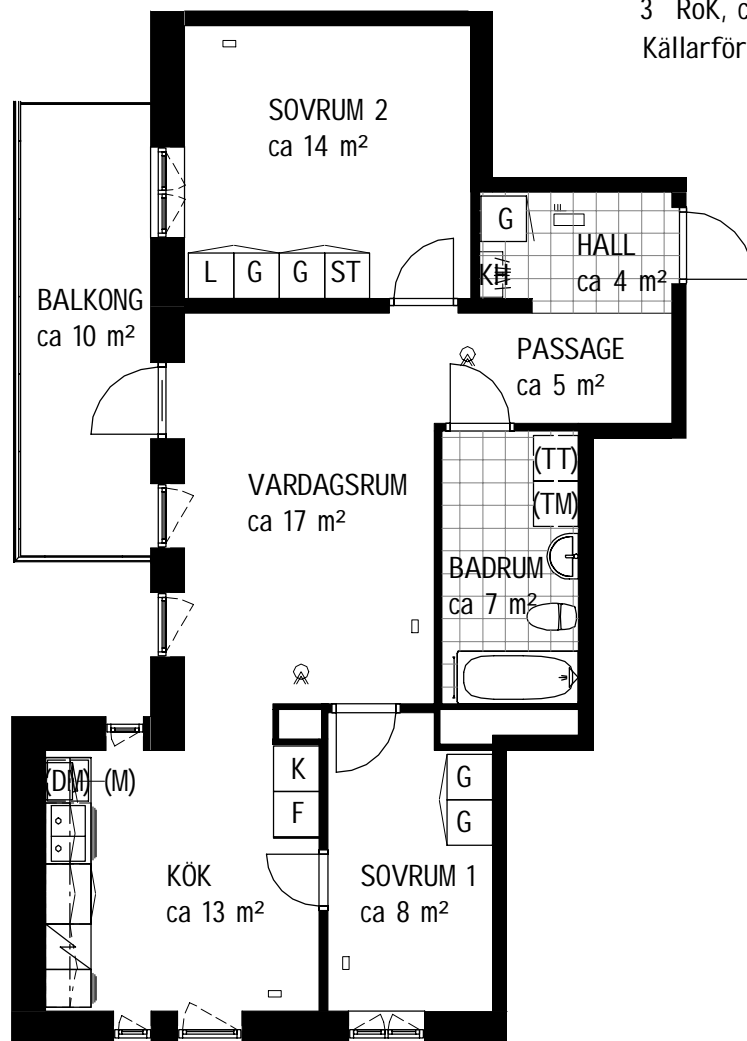 3 RoK, c
Källarför
SOVRUM 2
ca 14 m²
G
HALL
ca 4 m²
KH
L G G ST
BALKONG
ca 10 m²
PASSAGE
ca 5 m²
(TT)
(TM)
VARDAGSRUM
ca 17 m²
BADRUM
ca 7 m²
K
F
(DM) (M)
G
G
KÖK
ca 13 m²
SOVRUM 1
ca 8 m²